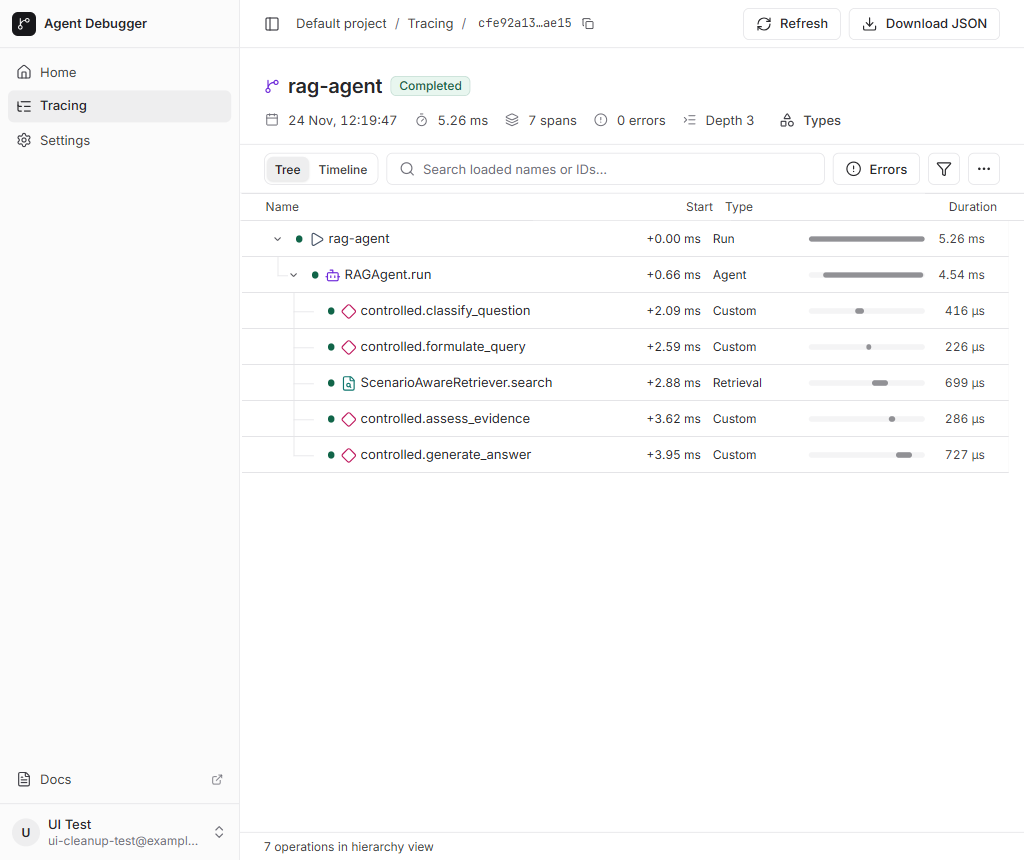 Agent Debugger
Default project / Tracing / cfe92a13…ae15
Refresh
Download JSON
Home
Tracing
Settings
rag-agent Completed
24 Nov, 12:19:47 5.26 ms 7 spans 0 errors Depth 3 Types
Tree Timeline Search loaded names or IDs... Errors
Name Start Type Duration
rag-agent +0.00 ms Run 5.26 ms
RAGAgent.run +0.66 ms Agent 4.54 ms
controlled.classify_question +2.09 ms Custom 416 µs
controlled.formulate_query +2.59 ms Custom 226 µs
ScenarioAwareRetriever.search +2.88 ms Retrieval 699 µs
controlled.assess_evidence +3.62 ms Custom 286 µs
controlled.generate_answer +3.95 ms Custom 727 µs
Docs
U
UI Test
ui-cleanup-test@exampl...
7 operations in hierarchy view